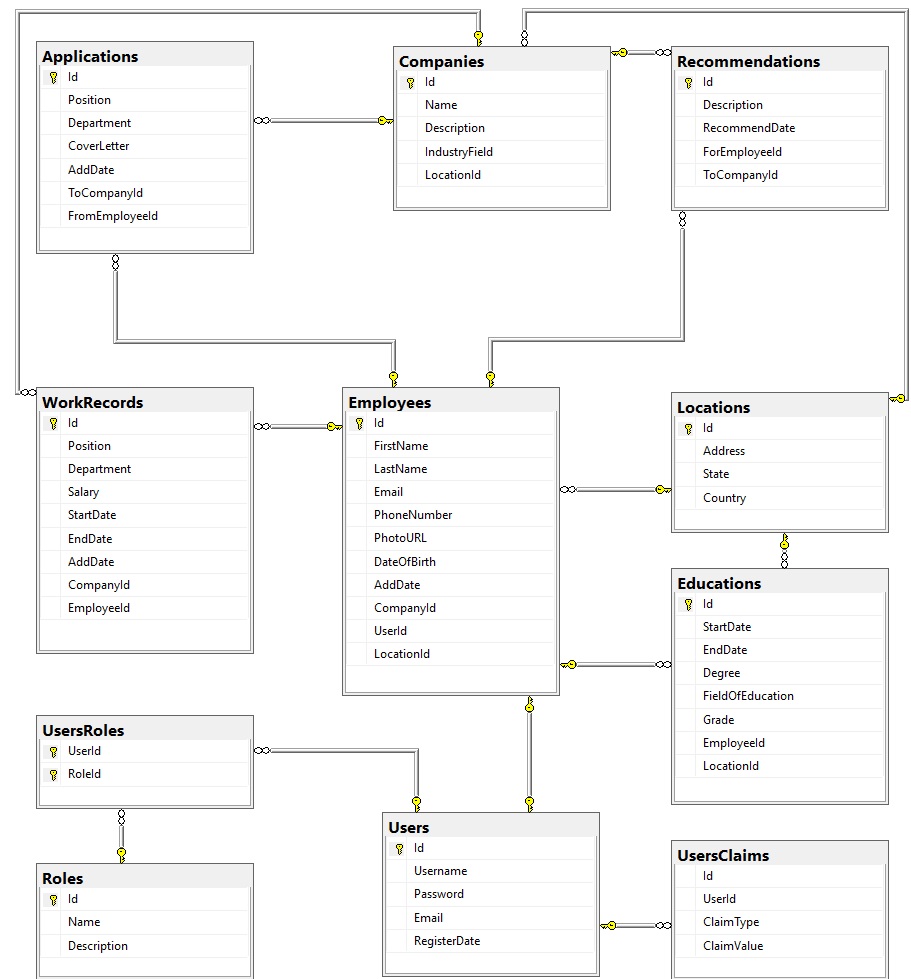 Applications
Id
Position
Department
CoverLetter
AddDate
ToCompanyId
FromEmployeeId
Companies
Id
Name
Description
IndustryField
LocationId
Recommendations
Id
Description
RecommendDate
ForEmployeeId
ToCompanyId
WorkRecords
Id
Position
Department
Salary
StartDate
EndDate
AddDate
CompanyId
EmployeeId
Employees
Id
FirstName
LastName
Email
PhoneNumber
PhotoURL
DateOfBirth
AddDate
CompanyId
UserId
LocationId
Locations
Id
Address
State
Country
Educations
Id
StartDate
EndDate
Degree
FieldOfEducation
Grade
EmployeeId
LocationId
UsersRoles
UserId
RoleId
Roles
Id
Name
Description
Users
Id
Username
Password
Email
RegisterDate
UsersClaims
Id
UserId
ClaimType
ClaimValue